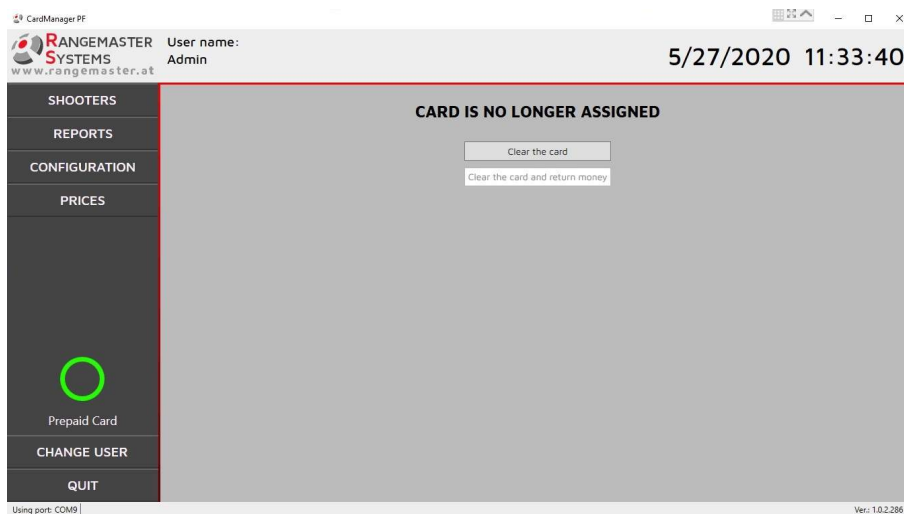 CardManager PF
RANGEMASTER
SYSTEMS
www.rangemaster.at
User name:
Admin
5/27/2020 11:33:40
SHOOTERS
REPORTS
CONFIGURATION
PRICES
CARD IS NO LONGER ASSIGNED
Clear the card
Clear the card and return money
Prepaid Card
CHANGE USER
QUIT
Using port: COM9
Ver.: 1.0.2.286